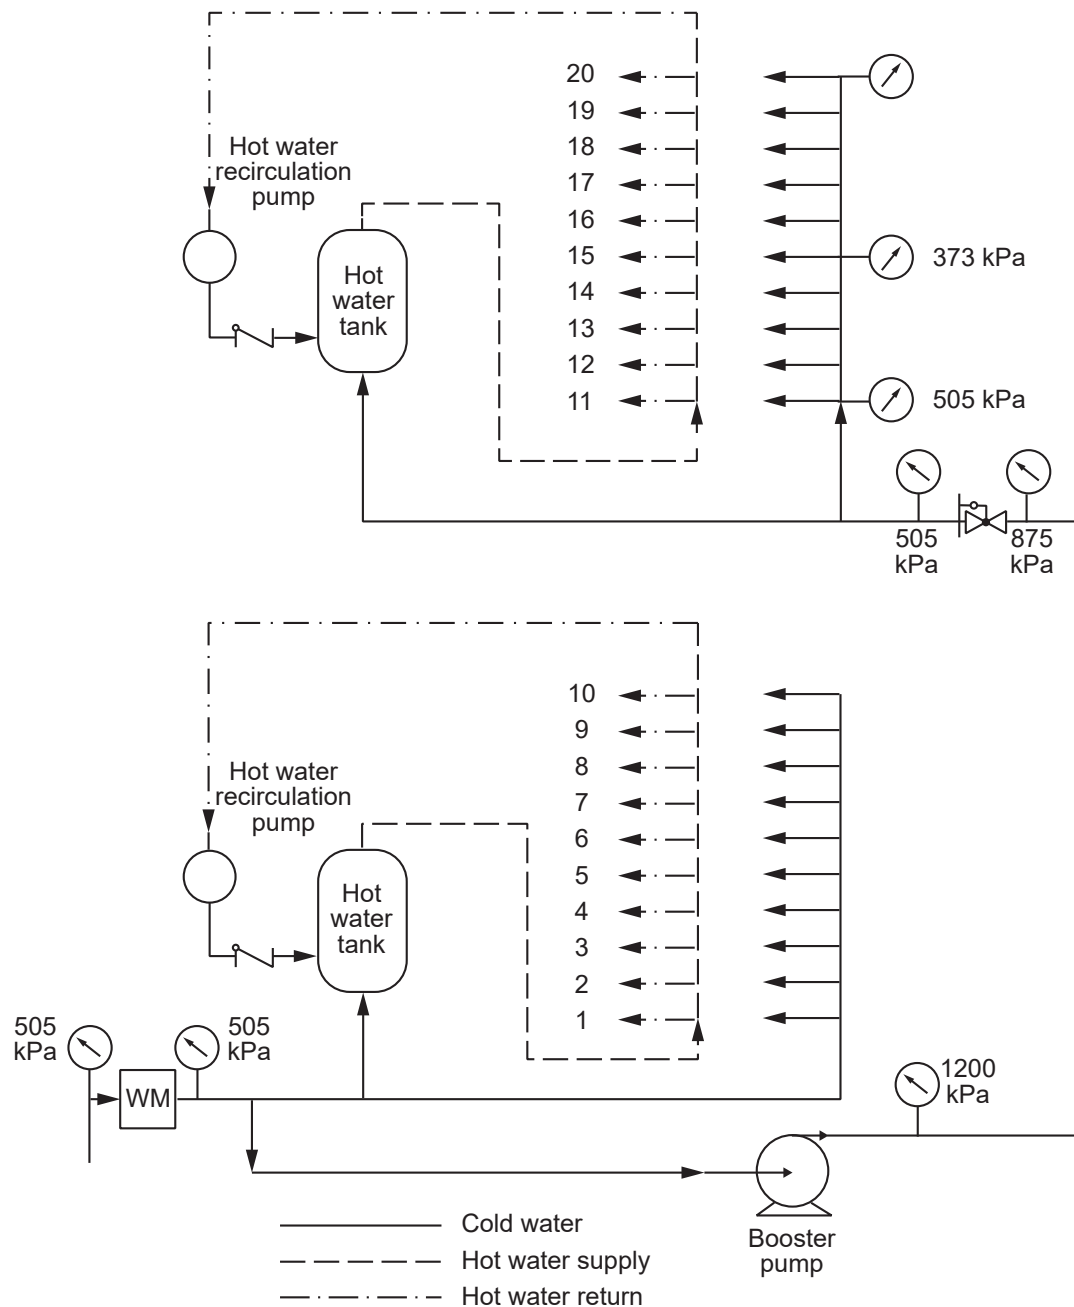 20
19
18
17
16
15
14
13
12
11
Hot water
recirculation
pump
Hot
water
tank
373 kPa
505 kPa
505
kPa
875
kPa
10
9
8
7
6
5
4
3
2
1
Hot water
recirculation
pump
Hot
water
tank
505
kPa
505
kPa
WM
1200
kPa
Booster
pump
Cold water
Hot water supply
Hot water return